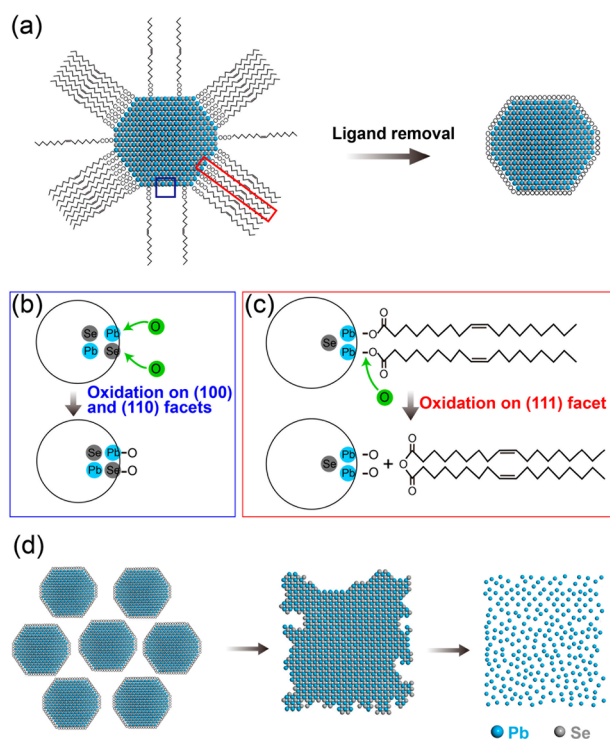 (a)
Ligand removal
(b)
Se Pb O
Pb Se O
Oxidation on (100)
and (110) facets
Se Pb -O
Pb Se -O
(c)
O
Pb -O
Se
Pb -O
O
O
Oxidation on (111) facet
O
Pb -O
Se + O
Pb -O
O
(d)
Pb Se